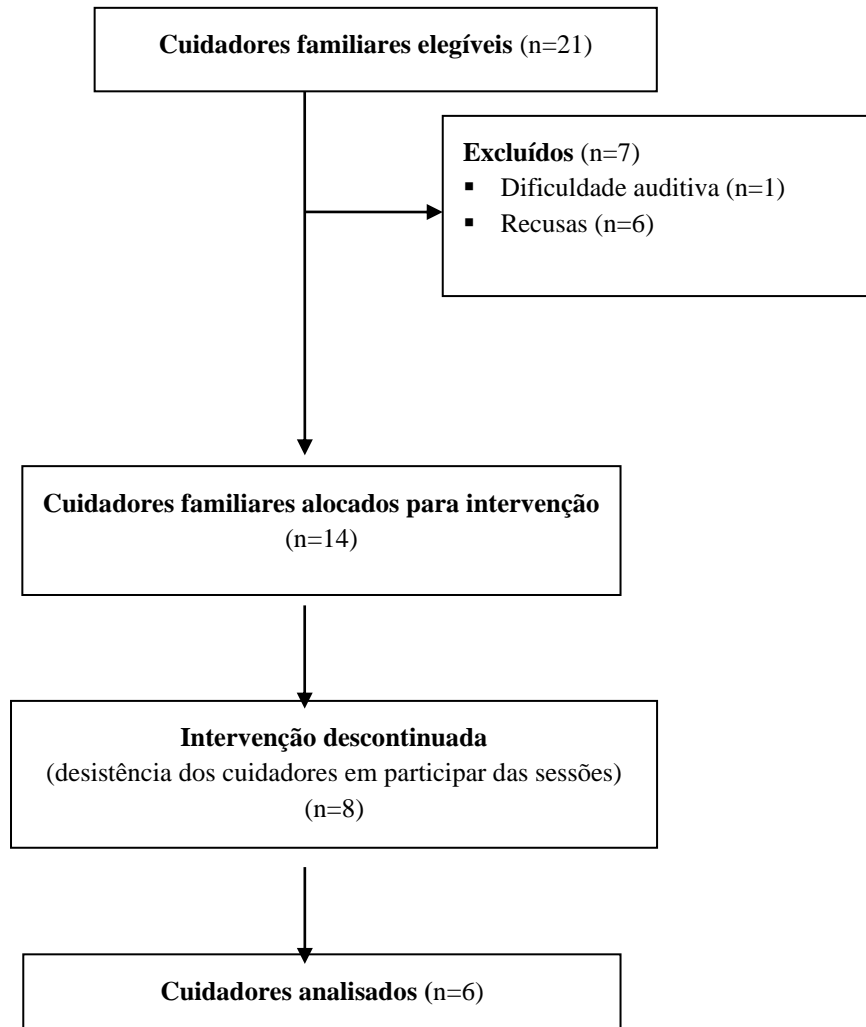 Cuidadores familiares elegíveis (n=21)
Excluídos (n=7)
▪ Dificuldade auditiva (n=1)
▪ Recusas (n=6)
Cuidadores familiares alocados para intervenção
(n=14)
Intervenção descontinuada
(desistência dos cuidadores em participar das sessões)
(n=8)
Cuidadores analisados (n=6)